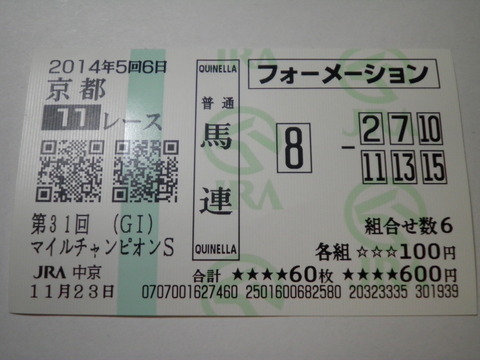 2014年5回6日
京都
11レース
第31回 (GI)
マイルチャンピオンS
JRA 中京
11月23日
QUINELLA
普通
馬連
QUINELLA
フォーメーション
8 - 2 7 10
11 13 15
組合せ数6
各組 ☆☆☆100円
合計 ★★★★60枚 ★★★★600円
0707001627460 2501600682580 20323335 301939
JRA
JRA
JRA